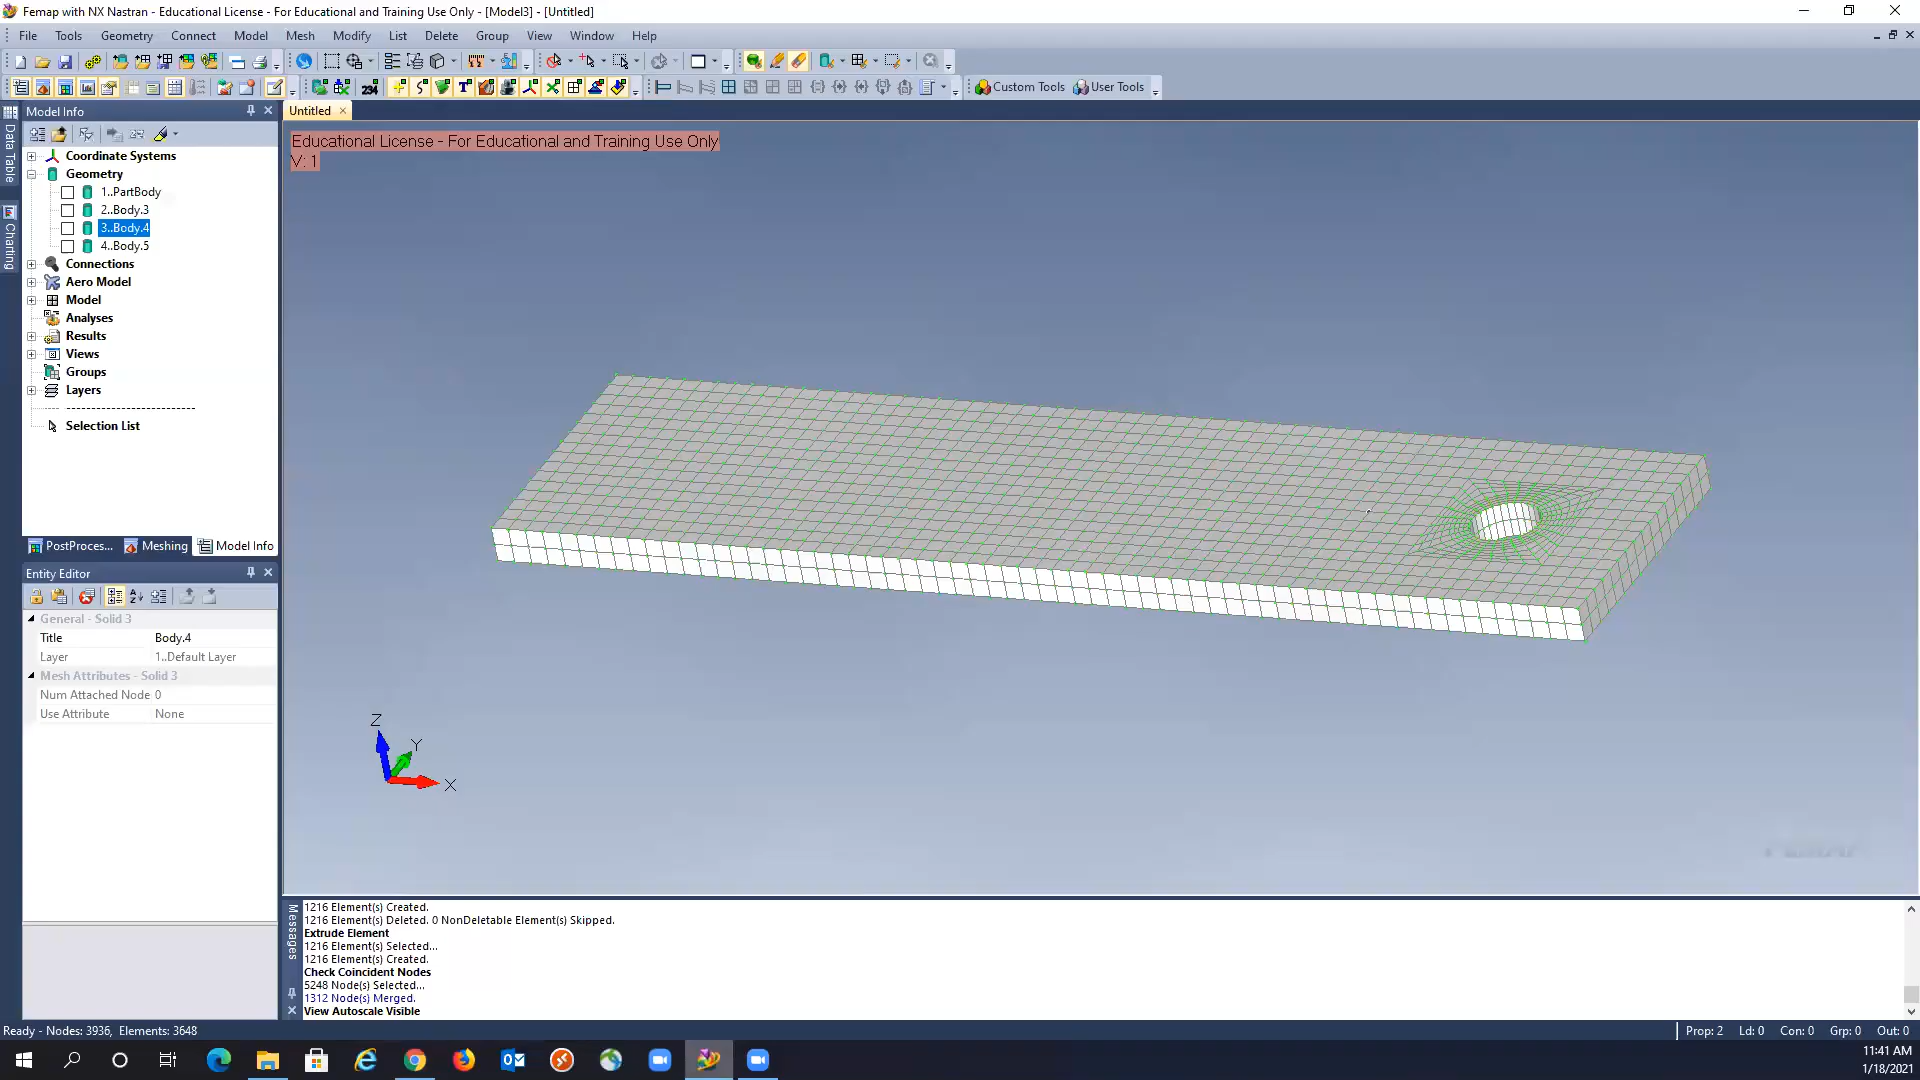 Femap with NX Nastran - Educational License - For Educational and Training Use Only - [Model3] - [Untitled]
File Tools Geometry Connect Model Mesh Modify List Delete Group View Window Help
234 Custom Tools User Tools
Model Info
Untitled
Data Table
Charting
Educational License - For Educational and Training Use Only
V: 1
Coordinate Systems
Geometry
1..PartBody
2..Body.3
3..Body.4
4..Body.5
Connections
Aero Model
Model
Analyses
Results
Views
Groups
Layers
Selection List
PostProces... Meshing Model Info
Entity Editor
General - Solid 3
Title Body.4
Layer 1..Default Layer
Mesh Attributes - Solid 3
Num Attached Node 0
Use Attribute None
Z
Y
X
Messages
1216 Element(s) Created.
1216 Element(s) Deleted. 0 NonDeletable Element(s) Skipped.
Extrude Element
1216 Element(s) Selected...
1216 Element(s) Created.
Check Coincident Nodes
5248 Node(s) Selected...
1312 Node(s) Merged.
View Autoscale Visible
Ready - Nodes: 3936, Elements: 3648
Prop: 2 Ld: 0 Con: 0 Grp: 0 Out: 0
11:41 AM
1/18/2021